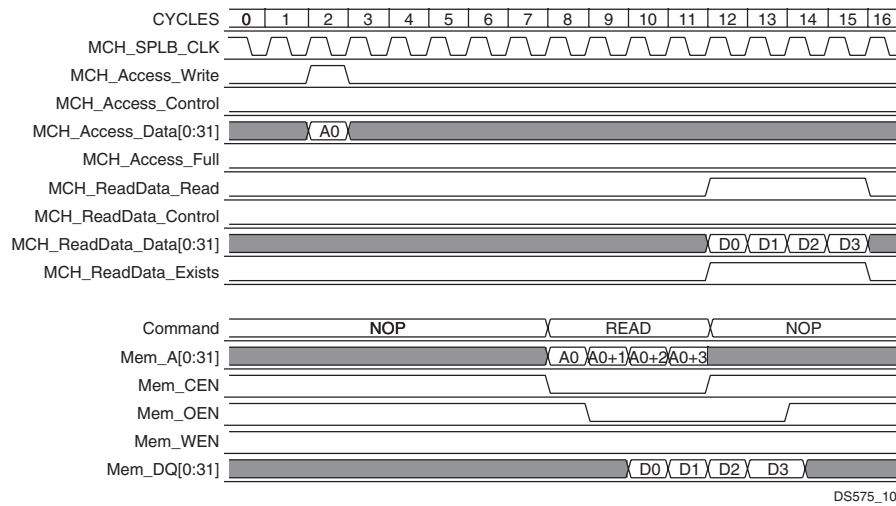 CYCLES 0 1 2 3 4 5 6 7 8 9 10 11 12 13 14 15 16
MCH_SPLB_CLK
MCH_Access_Write
MCH_Access_Control
MCH_Access_Data[0:31] A0
MCH_Access_Full
MCH_ReadData_Read
MCH_ReadData_Control
MCH_ReadData_Data[0:31] D0 D1 D2 D3
MCH_ReadData_Exists
Command NOP READ NOP
Mem_A[0:31] A0 A0+1 A0+2 A0+3
Mem_CEN
Mem_OEN
Mem_WEN
Mem_DQ[0:31] D0 D1 D2 D3
DS575_10